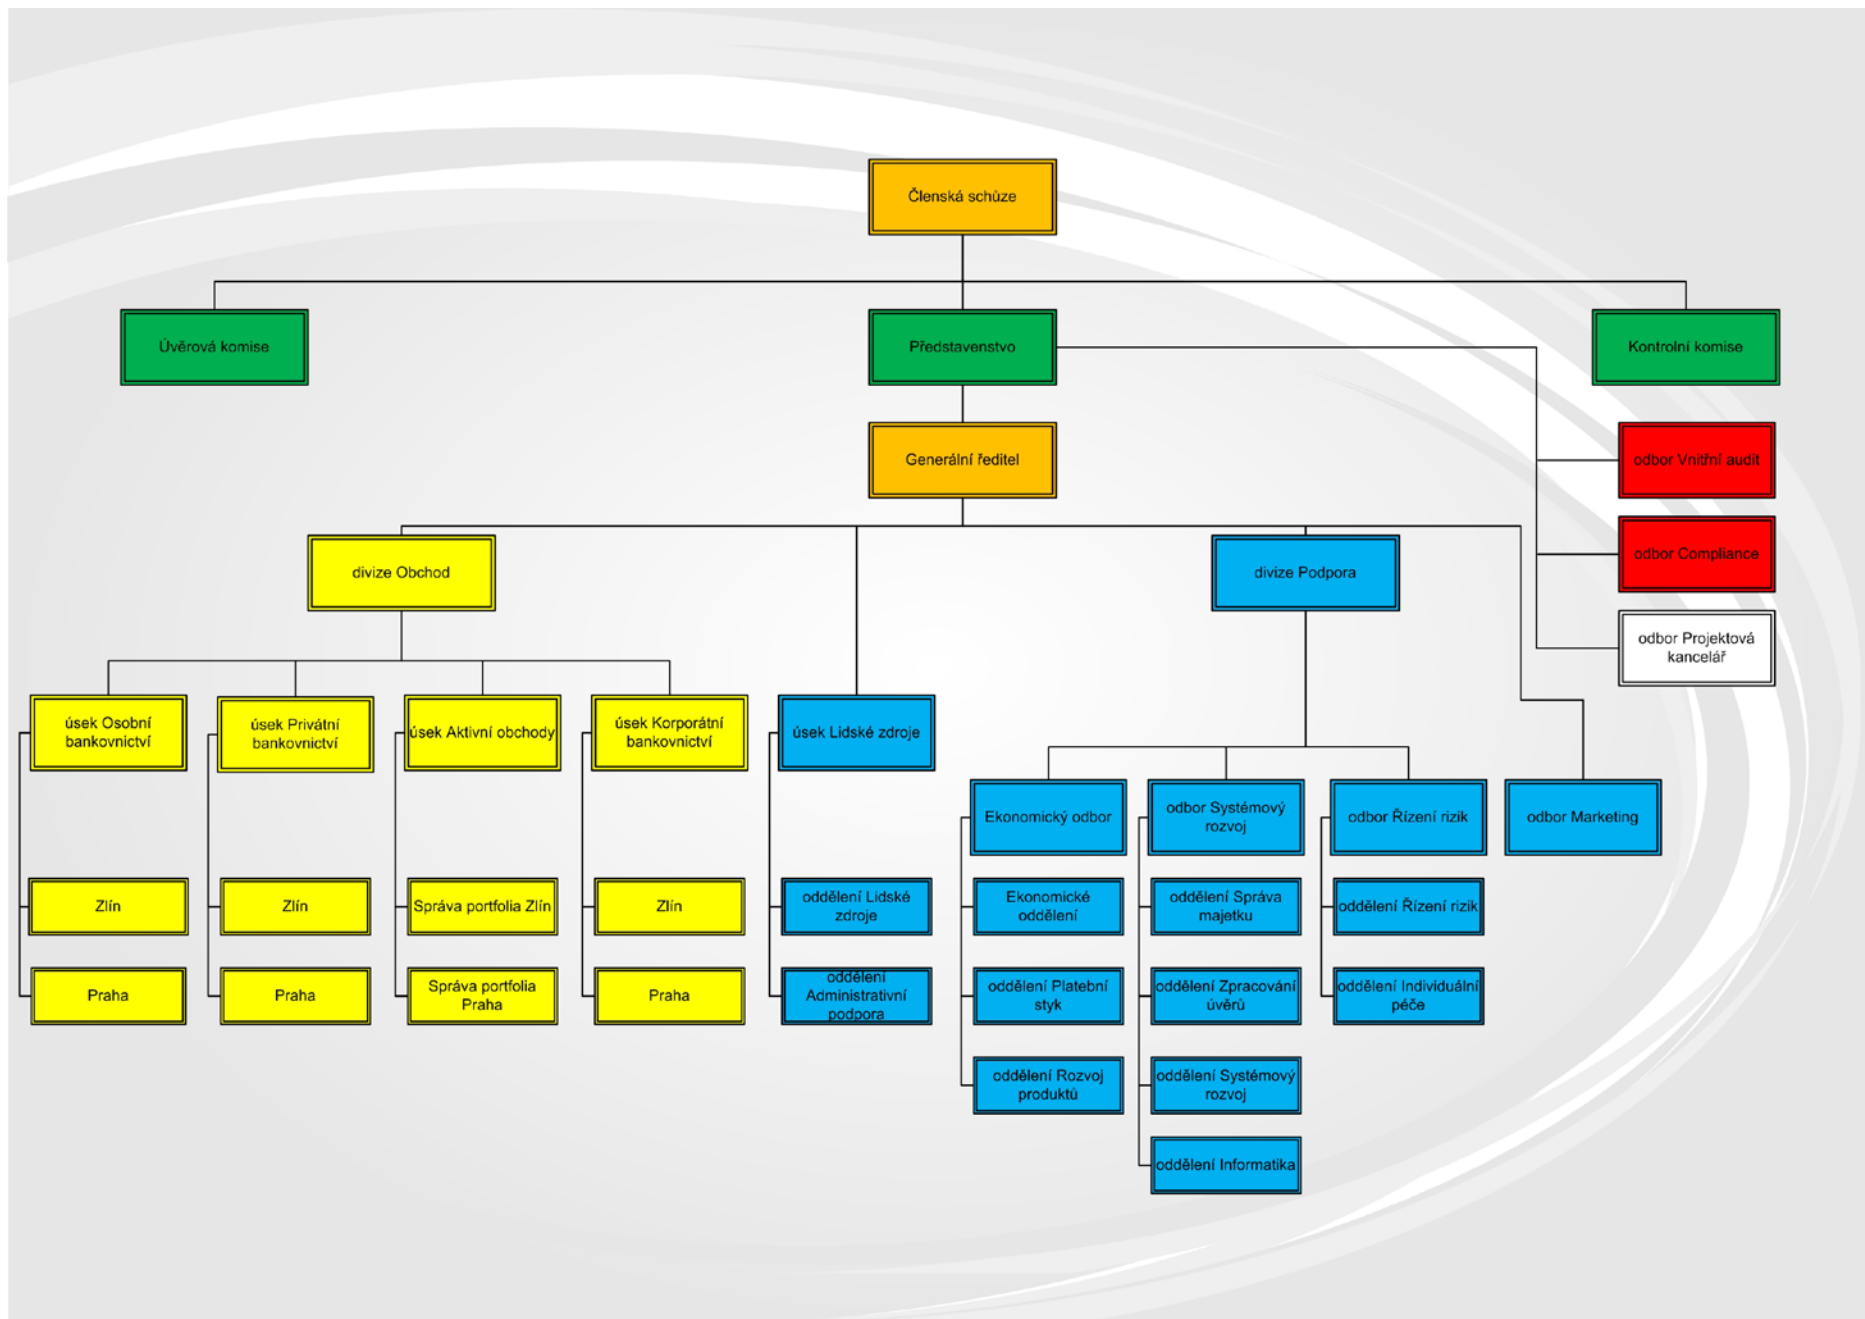 Členská schůze
Úvěrová komise
Představenstvo
Kontrolní komise
Generální ředitel
odbor Vnitřní audit
odbor Compliance
odbor Projektová
kancelář
divize Obchod
divize Podpora
úsek Osobní
bankovnictví
úsek Privátní
bankovnictví
úsek Aktivní obchody
úsek Korporátní
bankovnictví
úsek Lidské zdroje
Ekonomický odbor
odbor Systémový
rozvoj
odbor Řízení rizik
odbor Marketing
Zlín
Zlín
Správa portfolia Zlín
Zlín
oddělení Lidské
zdroje
Ekonomické
oddělení
oddělení Správa
majetku
oddělení Řízení rizik
Praha
Praha
Správa portfolia
Praha
Praha
oddělení
Administrativní
podpora
oddělení Platební
styk
oddělení Zpracování
úvěrů
oddělení Individuální
péče
oddělení Rozvoj
produktů
oddělení Systémový
rozvoj
oddělení Informatika